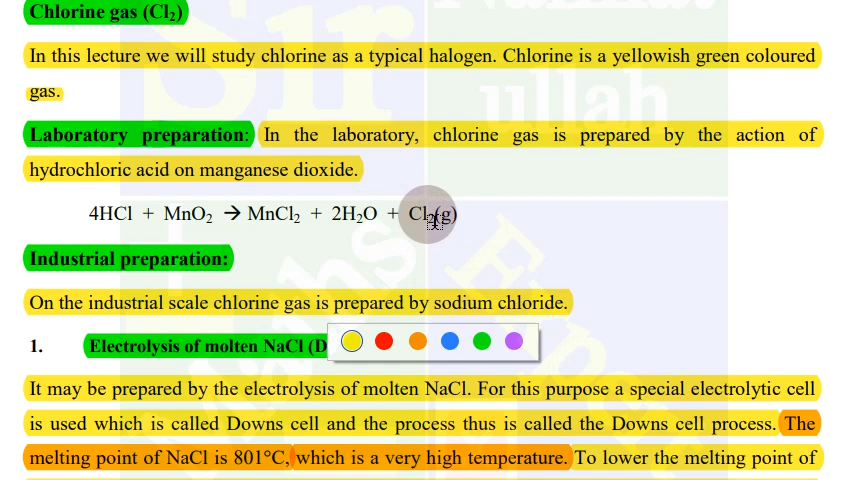 Chlorine gas (Cl₂)
In this lecture we will study chlorine as a typical halogen. Chlorine is a yellowish green coloured
gas.
Laboratory preparation: In the laboratory, chlorine gas is prepared by the action of
hydrochloric acid on manganese dioxide.
4HCl + MnO₂ → MnCl₂ + 2H₂O + Cl₂(g)
Industrial preparation:
On the industrial scale chlorine gas is prepared by sodium chloride.
1. Electrolysis of molten NaCl (D
It may be prepared by the electrolysis of molten NaCl. For this purpose a special electrolytic cell
is used which is called Downs cell and the process thus is called the Downs cell process. The
melting point of NaCl is 801°C, which is a very high temperature. To lower the melting point of
Sir
ullah